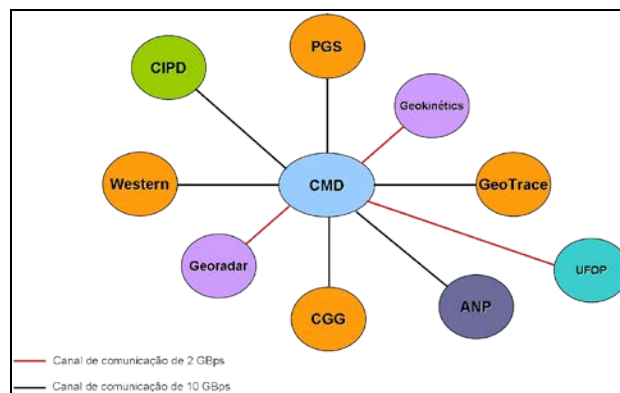 PGS
CIPD
Geokinétics
Western
CMD
GeoTrace
Georadar
UFOP
ANP
CGG
Canal de comunicação de 2 GBps
Canal de comunicação de 10 GBps